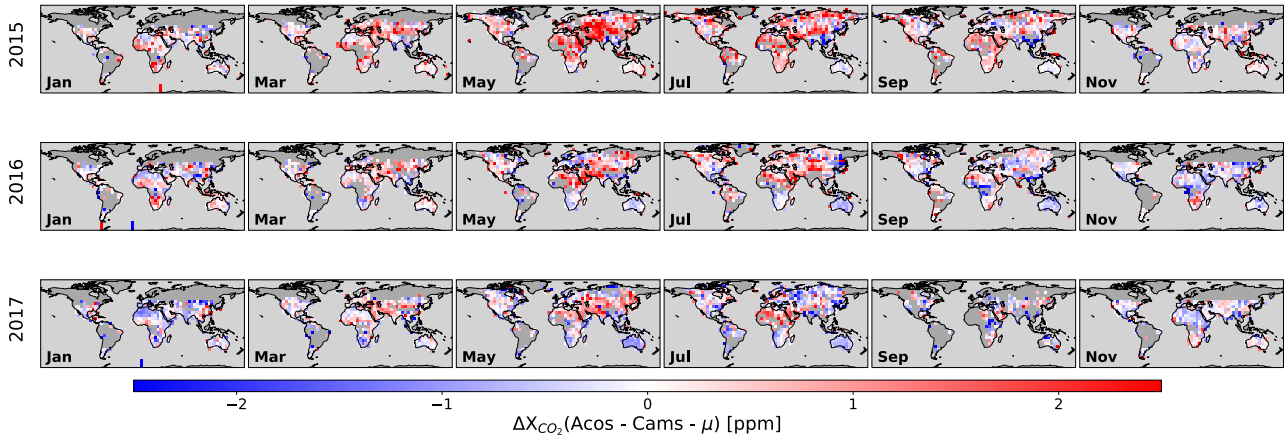 2015
Jan
Mar
May
Jul
Sep
Nov
2016
Jan
Mar
May
Jul
Sep
Nov
2017
Jan
Mar
May
Jul
Sep
Nov
−2 −1 0 1 2
ΔX_{CO_2}(Acos - Cams - μ) [ppm]